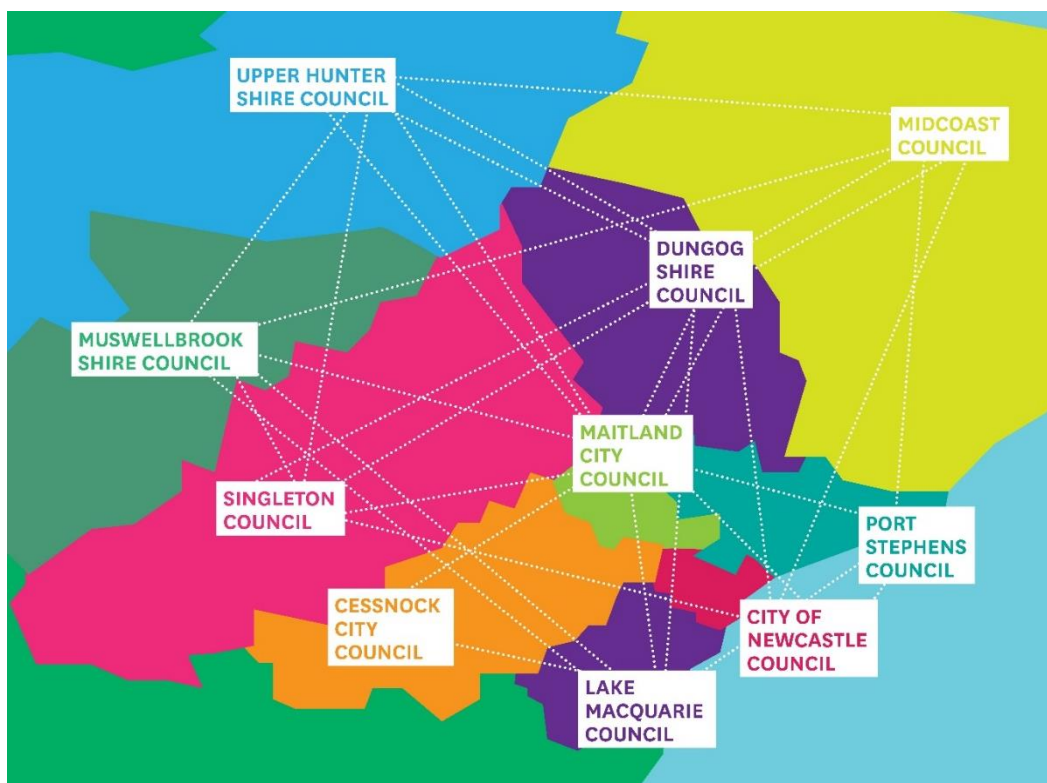 UPPER HUNTER
SHIRE COUNCIL
MIDCOAST
COUNCIL
DUNGOG
SHIRE
COUNCIL
MUSWELLBROOK
SHIRE COUNCIL
MAITLAND
CITY
COUNCIL
SINGLETON
COUNCIL
PORT
STEPHENS
COUNCIL
CESSNOCK
CITY
COUNCIL
CITY OF
NEWCASTLE
COUNCIL
LAKE
MACQUARIE
COUNCIL